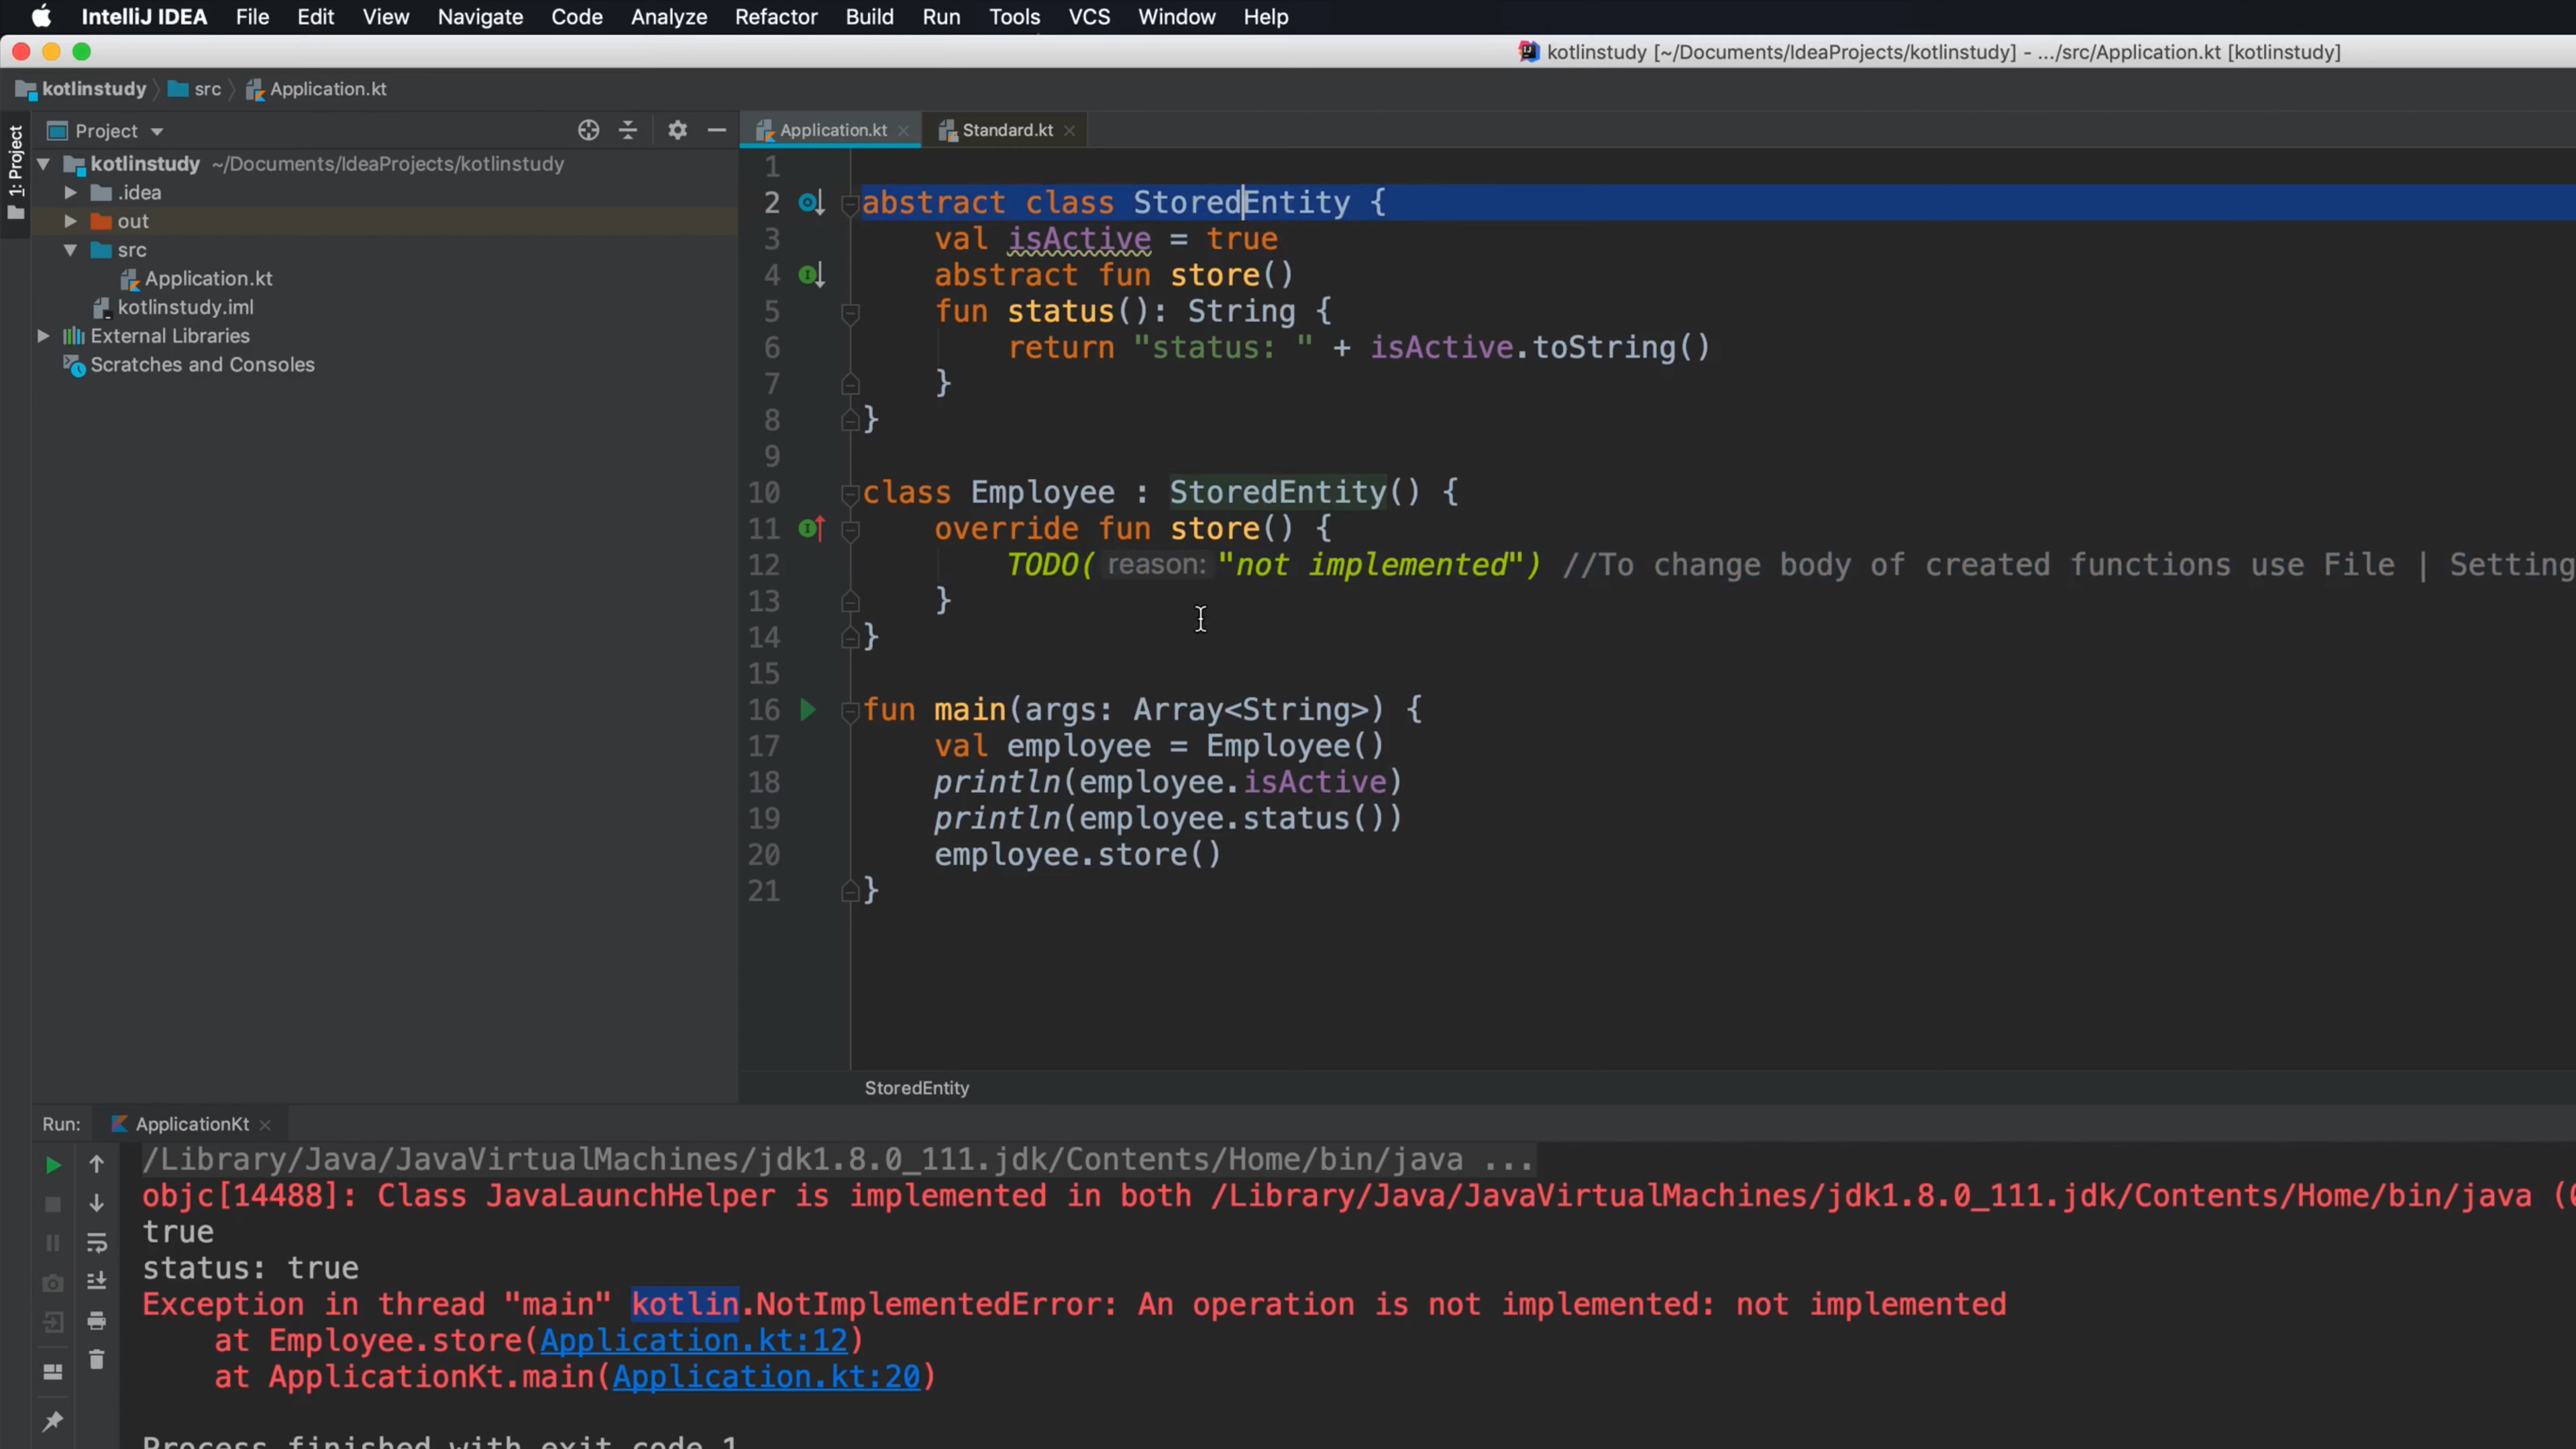 IntelliJ IDEA File Edit View Navigate Code Analyze Refactor Build Run Tools VCS Window Help
kotlinstudy [~/Documents/IdeaProjects/kotlinstudy] - .../src/Application.kt [kotlinstudy]
kotlinstudy src Application.kt
1: Project
Project
kotlinstudy ~/Documents/IdeaProjects/kotlinstudy
.idea
out
src
Application.kt
kotlinstudy.iml
External Libraries
Scratches and Consoles
Application.kt Standard.kt
1
2 abstract class StoredEntity {
3 val isActive = true
4 abstract fun store()
5 fun status(): String {
6 return "status: " + isActive.toString()
7 }
8 }
9
10 class Employee : StoredEntity() {
11 override fun store() {
12 TODO( reason: "not implemented") //To change body of created functions use File | Setting
13 }
14 }
15
16 fun main(args: Array<String>) {
17 val employee = Employee()
18 println(employee.isActive)
19 println(employee.status())
20 employee.store()
21 }
StoredEntity
Run: ApplicationKt
/Library/Java/JavaVirtualMachines/jdk1.8.0_111.jdk/Contents/Home/bin/java ...
objc[14488]: Class JavaLaunchHelper is implemented in both /Library/Java/JavaVirtualMachines/jdk1.8.0_111.jdk/Contents/Home/bin/java
true
status: true
Exception in thread "main" kotlin.NotImplementedError: An operation is not implemented: not implemented
at Employee.store(Application.kt:12)
at ApplicationKt.main(Application.kt:20)
Process finished with exit code 1